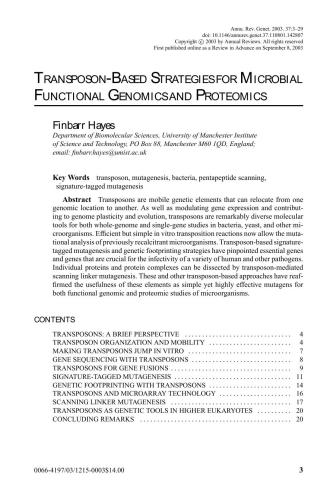 Annu. Rev. Genet. 2003. 37:3–29
doi: 10.1146/annurev.genet.37.110801.142807
Copyright © 2003 by Annual Reviews. All rights reserved
First published online as a Review in Advance on September 8, 2003
TRANSPOSON-BASED STRATEGIES FOR MICROBIAL
FUNCTIONAL GENOMICS AND PROTEOMICS
Finbarr Hayes
Department of Biomolecular Sciences, University of Manchester Institute
of Science and Technology, PO Box 88, Manchester M60 1QD, England;
email: finbarr.hayes@umist.ac.uk
Key Words transposon, mutagenesis, bacteria, pentapeptide scanning,
signature-tagged mutagenesis
Abstract Transposons are mobile genetic elements that can relocate from one
genomic location to another. As well as modulating gene expression and contribut-
ing to genome plasticity and evolution, transposons are remarkably diverse molecular
tools for both whole-genome and single-gene studies in bacteria, yeast, and other mi-
croorganisms. Efficient but simple in vitro transposition reactions now allow the muta-
tional analysis of previously recalcitrant microorganisms. Transposon-based signature-
tagged mutagenesis and genetic footprinting strategies have pinpointed essential genes
and genes that are crucial for the infectivity of a variety of human and other pathogens.
Individual proteins and protein complexes can be dissected by transposon-mediated
scanning linker mutagenesis. These and other transposon-based approaches have reaf-
firmed the usefulness of these elements as simple yet highly effective mutagens for
both functional genomic and proteomic studies of microorganisms.
CONTENTS
TRANSPOSONS: A BRIEF PERSPECTIVE . . . . . . . . . . . . . . . . . . . . . . . . . . . . . . 4
TRANSPOSON ORGANIZATION AND MOBILITY . . . . . . . . . . . . . . . . . . . . . . . 4
MAKING TRANSPOSONS JUMP IN VITRO . . . . . . . . . . . . . . . . . . . . . . . . . . . . 7
GENE SEQUENCING WITH TRANSPOSONS . . . . . . . . . . . . . . . . . . . . . . . . . . . . 8
TRANSPOSONS FOR GENE FUSIONS . . . . . . . . . . . . . . . . . . . . . . . . . . . . . . . . . 9
SIGNATURE-TAGGED MUTAGENESIS . . . . . . . . . . . . . . . . . . . . . . . . . . . . . . . . 11
GENETIC FOOTPRINTING WITH TRANSPOSONS . . . . . . . . . . . . . . . . . . . . . . . 14
TRANSPOSONS AND MICROARRAY TECHNOLOGY . . . . . . . . . . . . . . . . . . . . 16
SCANNING LINKER MUTAGENESIS . . . . . . . . . . . . . . . . . . . . . . . . . . . . . . . . . 17
TRANSPOSONS AS GENETIC TOOLS IN HIGHER EUKARYOTES . . . . . . . . . . 20
CONCLUDING REMARKS . . . . . . . . . . . . . . . . . . . . . . . . . . . . . . . . . . . . . . . . . 20
0066-4197/03/1215-0003$14.00 3